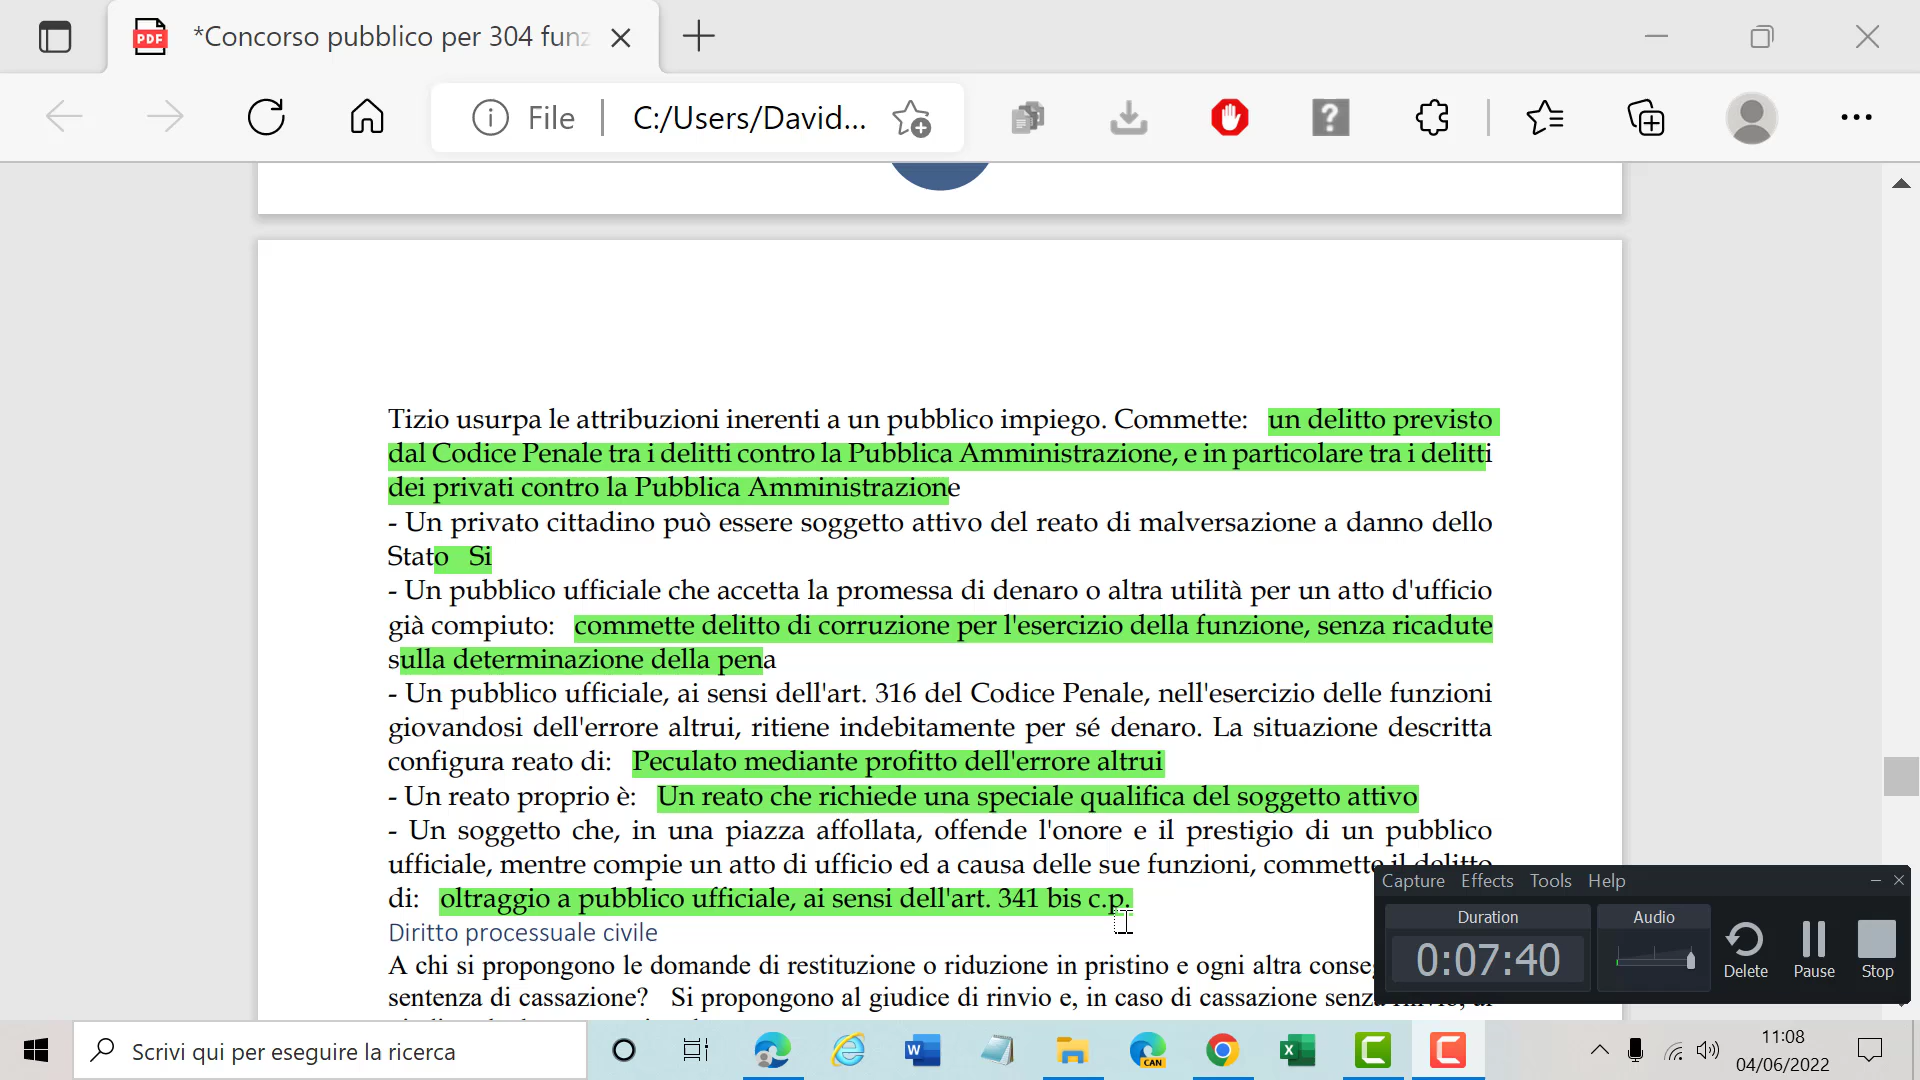 PDF *Concorso pubblico per 304 funz
File C:/Users/David...
Tizio usurpa le attribuzioni inerenti a un pubblico impiego. Commette: un delitto previsto
dal Codice Penale tra i delitti contro la Pubblica Amministrazione, e in particolare tra i delitti
dei privati contro la Pubblica Amministrazione
- Un privato cittadino può essere soggetto attivo del reato di malversazione a danno dello
Stato Si
- Un pubblico ufficiale che accetta la promessa di denaro o altra utilità per un atto d'ufficio
già compiuto: commette delitto di corruzione per l'esercizio della funzione, senza ricadute
sulla determinazione della pena
- Un pubblico ufficiale, ai sensi dell'art. 316 del Codice Penale, nell'esercizio delle funzioni
giovandosi dell'errore altrui, ritiene indebitamente per sé denaro. La situazione descritta
configura reato di: Peculato mediante profitto dell'errore altrui
- Un reato proprio è: Un reato che richiede una speciale qualifica del soggetto attivo
- Un soggetto che, in una piazza affollata, offende l'onore e il prestigio di un pubblico
ufficiale, mentre compie un atto di ufficio ed a causa delle sue funzioni, commette il delitto
di: oltraggio a pubblico ufficiale, ai sensi dell'art. 341 bis c.p.
Diritto processuale civile
A chi si propongono le domande di restituzione o riduzione in pristino e ogni altra conse
sentenza di cassazione? Si propongono al giudice di rinvio e, in caso di cassazione senza rinvio, al
Capture Effects Tools Help
Duration Audio
0:07:40
Delete Pause Stop
Scrivi qui per eseguire la ricerca
CAN
11:08
04/06/2022